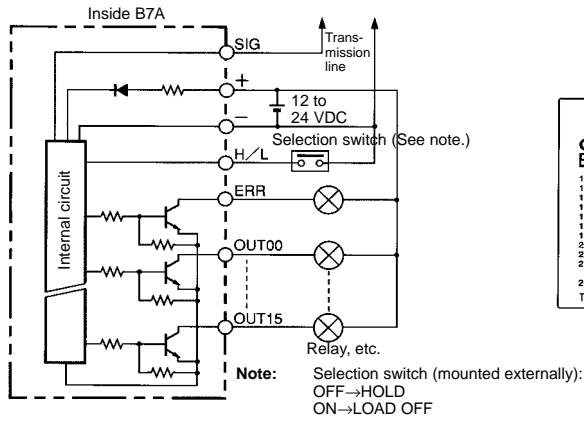 Inside B7A
SIG
Trans-
mission
line
+
12 to
24 VDC
−
Selection switch (See note.)
H/L
ERR
Internal circuit
OUT00
OUT15
Relay, etc.
Note: Selection switch (mounted externally):
OFF→HOLD
ON→LOAD OFF